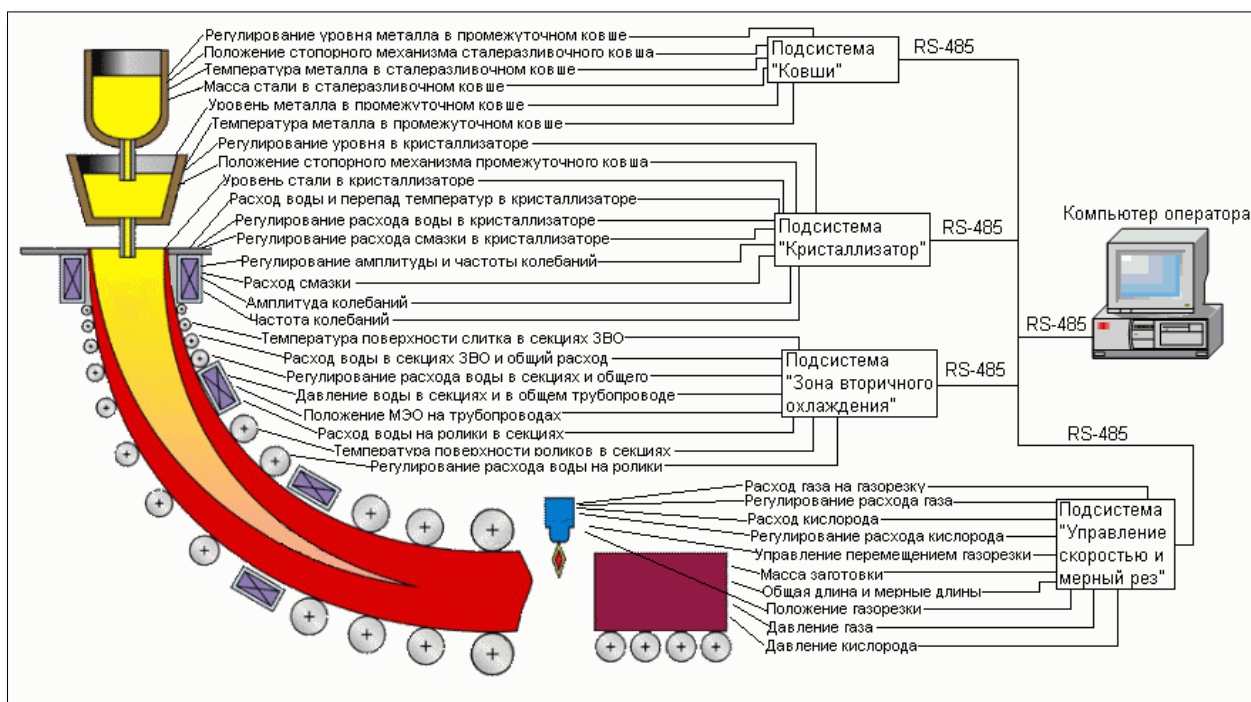 Регулирование уровня металла в промежуточном ковше
Положение стопорного механизма сталеразливочного ковша
Температура металла в сталеразливочном ковше
Масса стали в сталеразливочном ковше
Уровень металла в промежуточном ковше
Температура металла в промежуточном ковше
Регулирование уровня в кристаллизаторе
Положение стопорного механизма промежуточного ковша
Уровень стали в кристаллизаторе
Расход воды и перепад температур в кристаллизаторе
Регулирование расхода воды в кристаллизаторе
Регулирование расхода смазки в кристаллизаторе
Регулирование амплитуды и частоты колебаний
Расход смазки
Амплитуда колебаний
Частота колебаний
Температура поверхности слитка в секциях ЗВО
Расход воды в секциях ЗВО и общий расход
Регулирование расхода воды в секциях и общего
Давление воды в секциях и в общем трубопроводе
Положение МЭО на трубопроводах
Расход воды на ролики в секциях
Температура поверхности роликов в секциях
Регулирование расхода воды на ролики
Расход газа на газорезку
Регулирование расхода газа
Расход кислорода
Регулирование расхода кислорода
Управление перемещением газорезки
Масса заготовки
Общая длина и мерные длины
Положение газорезки
Давление газа
Давление кислорода
Подсистема
"Ковши"
RS-485
Подсистема
"Кристаллизатор"
RS-485
Подсистема
"Зона вторичного
охлаждения"
RS-485
Подсистема
"Управление
скоростью и
мерный рез"
RS-485
RS-485
Компьютер оператора